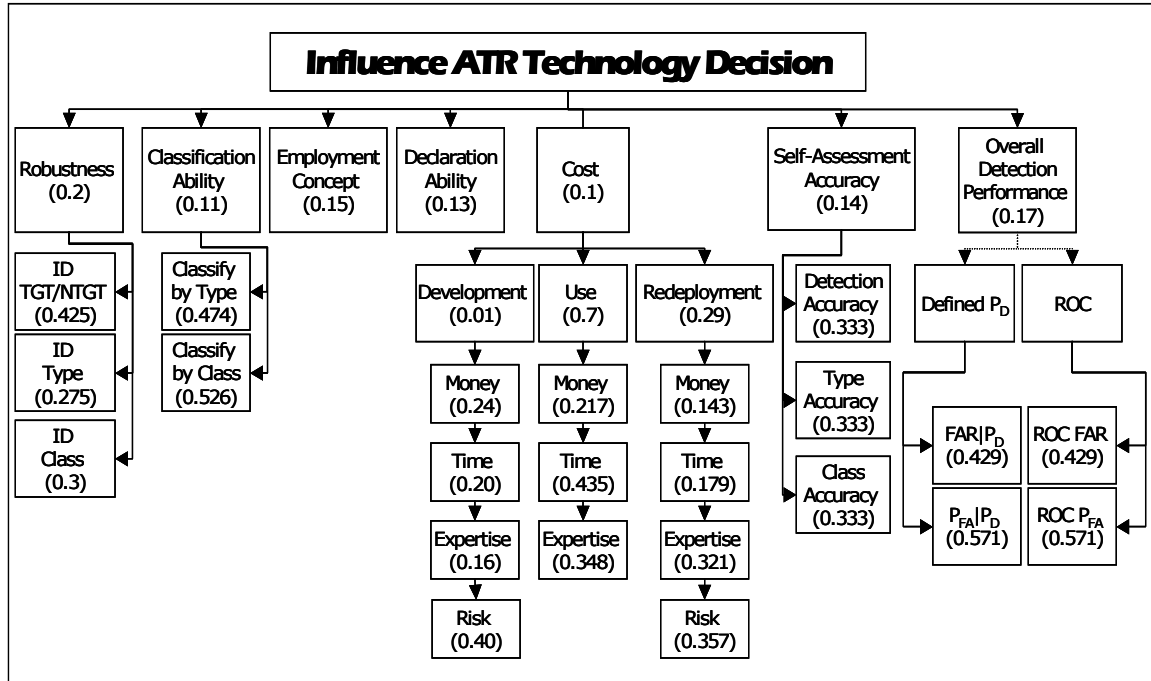 Influence ATR Technology Decision
Robustness
(0.2)
Classification
Ability
(0.11)
Employment
Concept
(0.15)
Declaration
Ability
(0.13)
Cost
(0.1)
Self-Assessment
Accuracy
(0.14)
Overall
Detection
Performance
(0.17)
ID
TGT/NTGT
(0.425)
ID
Type
(0.275)
ID
Class
(0.3)
Classify
by Type
(0.474)
Classify
by Class
(0.526)
Development
(0.01)
Money
(0.24)
Time
(0.20)
Expertise
(0.16)
Risk
(0.40)
Use
(0.7)
Money
(0.217)
Time
(0.435)
Expertise
(0.348)
Redeployment
(0.29)
Money
(0.143)
Time
(0.179)
Expertise
(0.321)
Risk
(0.357)
Detection
Accuracy
(0.333)
Type
Accuracy
(0.333)
Class
Accuracy
(0.333)
Defined P_D
FAR|P_D
(0.429)
P_FA|P_D
(0.571)
ROC
ROC FAR
(0.429)
ROC P_FA
(0.571)